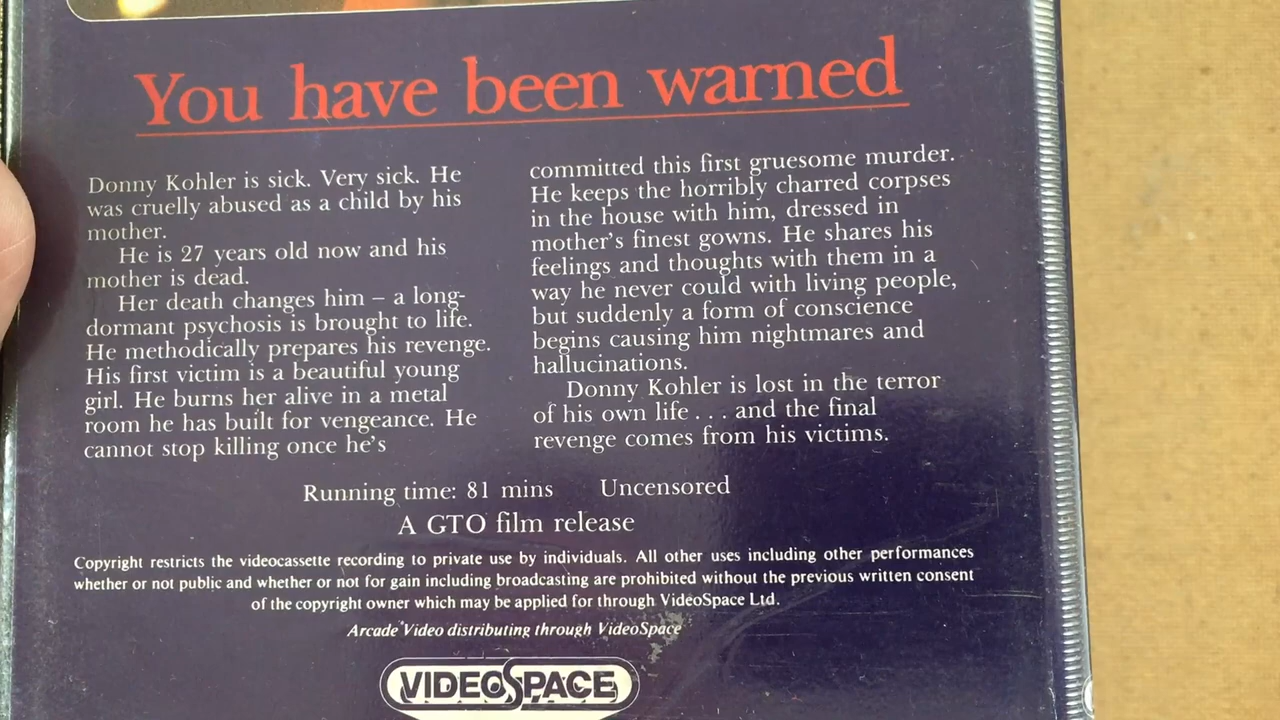 You have been warned
Donny Kohler is sick. Very sick. He
was cruelly abused as a child by his
mother.
He is 27 years old now and his
mother is dead.
Her death changes him – a long-
dormant psychosis is brought to life.
He methodically prepares his revenge.
His first victim is a beautiful young
girl. He burns her alive in a metal
room he has built for vengeance. He
cannot stop killing once he's
committed this first gruesome murder.
He keeps the horribly charred corpses
in the house with him, dressed in
mother's finest gowns. He shares his
feelings and thoughts with them in a
way he never could with living people,
but suddenly a form of conscience
begins causing him nightmares and
hallucinations.
Donny Kohler is lost in the terror
of his own life . . . and the final
revenge comes from his victims.
Running time: 81 mins Uncensored
A GTO film release
Copyright restricts the videocassette recording to private use by individuals. All other uses including other performances
whether or not public and whether or not for gain including broadcasting are prohibited without the previous written consent
of the copyright owner which may be applied for through VideoSpace Ltd.
Arcade Video distributing through VideoSpace
VIDEOSPACE